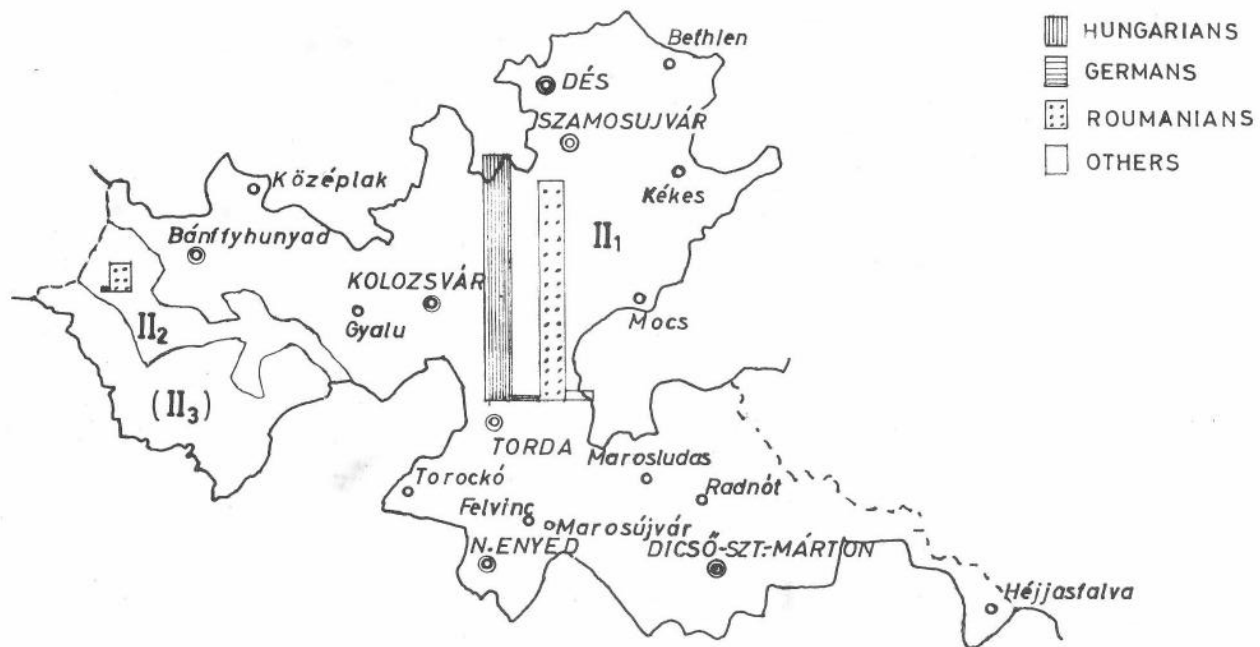 HUNGARIANS
GERMANS
ROUMANIANS
OTHERS
Bethlen
DÉS
SZAMOSUJVÁR
Középlak
Kékes
Bánffyhunyad
II₁
KOLOZSVÁR
Gyalu
Mocs
II₂
(II₃)
TORDA
Marosludas
Torockó
Radnót
Felvinc
Marosújvár
N.ENYED
DICSŐ-SZT.-MÁRTON
Héjjasfalva